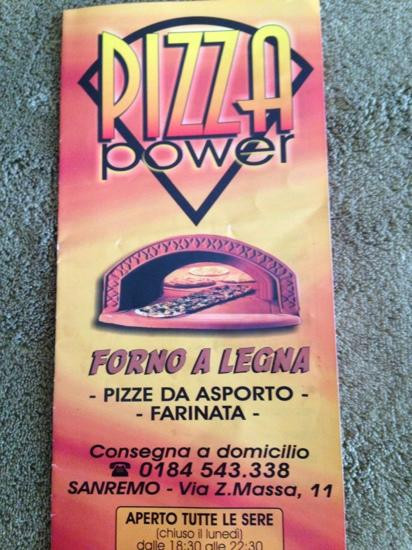 PIZZA
power
FORNO A LEGNA
- PIZZE DA ASPORTO -
- FARINATA -
Consegna a domicilio
☎ 0184 543.338
SANREMO - Via Z.Massa, 11
APERTO TUTTE LE SERE
(chiuso il lunedì)
dalle 18:30 alle 22:30